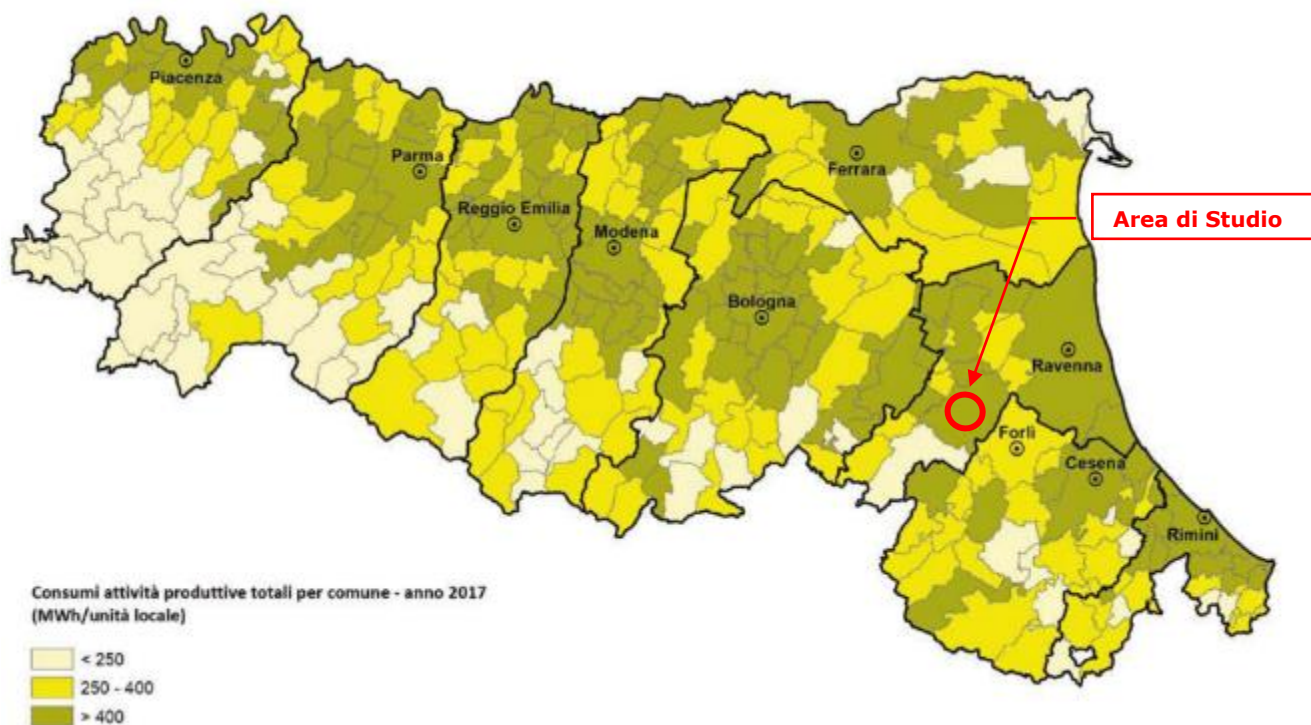 Piacenza
Parma
Reggio Emilia
Modena
Ferrara
Area di Studio
Bologna
Ravenna
Forlì
Cesena
Rimini
Consumi attività produttive totali per comune - anno 2017
(MWh/unità locale)
< 250
250 - 400
> 400